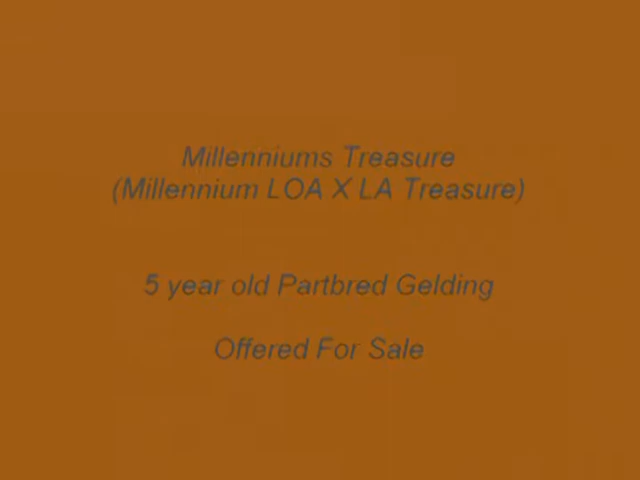 Millenniums Treasure
(Millennium LOA X LA Treasure)
5 year old Partbred Gelding
Offered For Sale